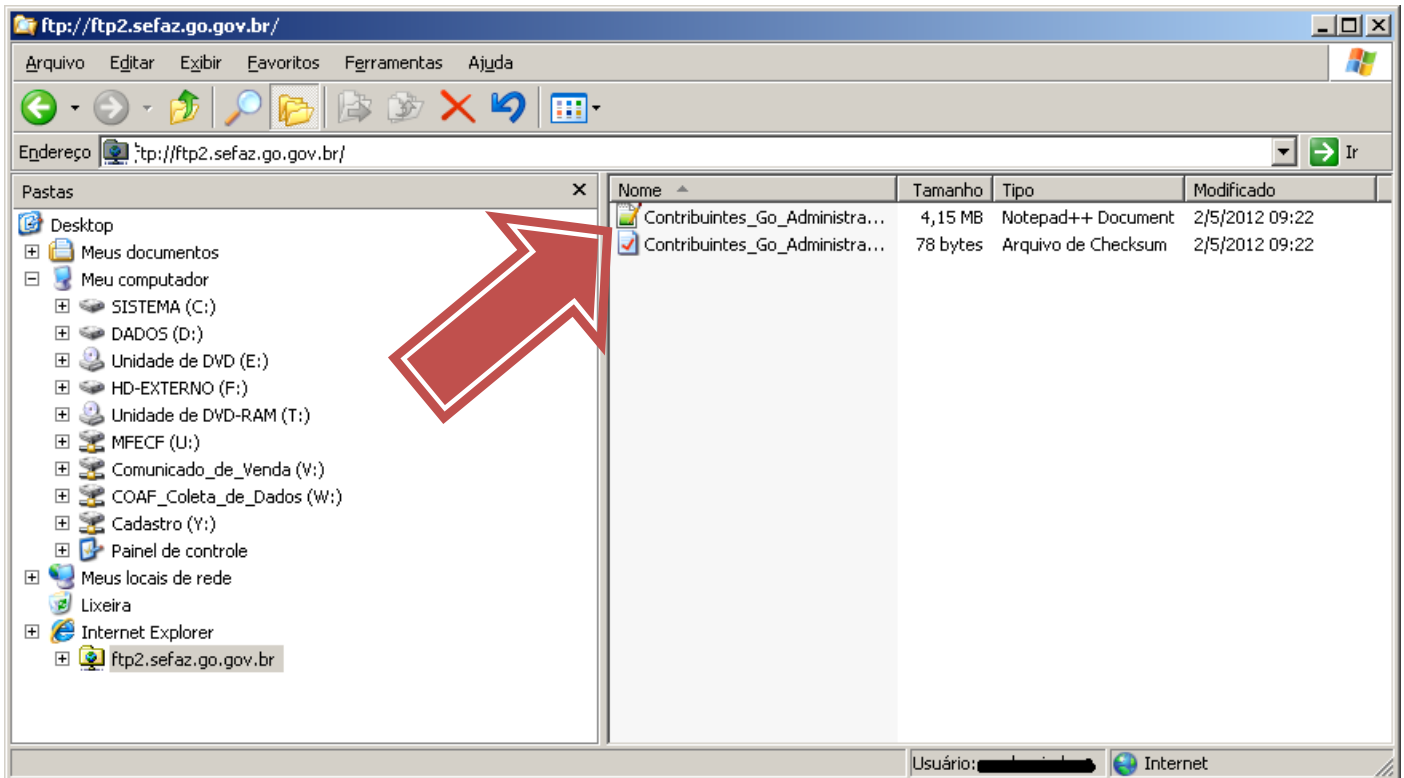 ftp://ftp2.sefaz.go.gov.br/
Arquivo Editar Exibir Favoritos Ferramentas Ajuda
Endereço tp://ftp2.sefaz.go.gov.br/ Ir
Pastas
Desktop
Meus documentos
Meu computador
SISTEMA (C:)
DADOS (D:)
Unidade de DVD (E:)
HD-EXTERNO (F:)
Unidade de DVD-RAM (T:)
MFECF (U:)
Comunicado_de_Venda (V:)
COAF_Coleta_de_Dados (W:)
Cadastro (Y:)
Painel de controle
Meus locais de rede
Lixeira
Internet Explorer
ftp2.sefaz.go.gov.br
Nome Tamanho Tipo Modificado
Contribuintes_Go_Administra... 4,15 MB Notepad++ Document 2/5/2012 09:22
Contribuintes_Go_Administra... 78 bytes Arquivo de Checksum 2/5/2012 09:22
Usuário: Internet